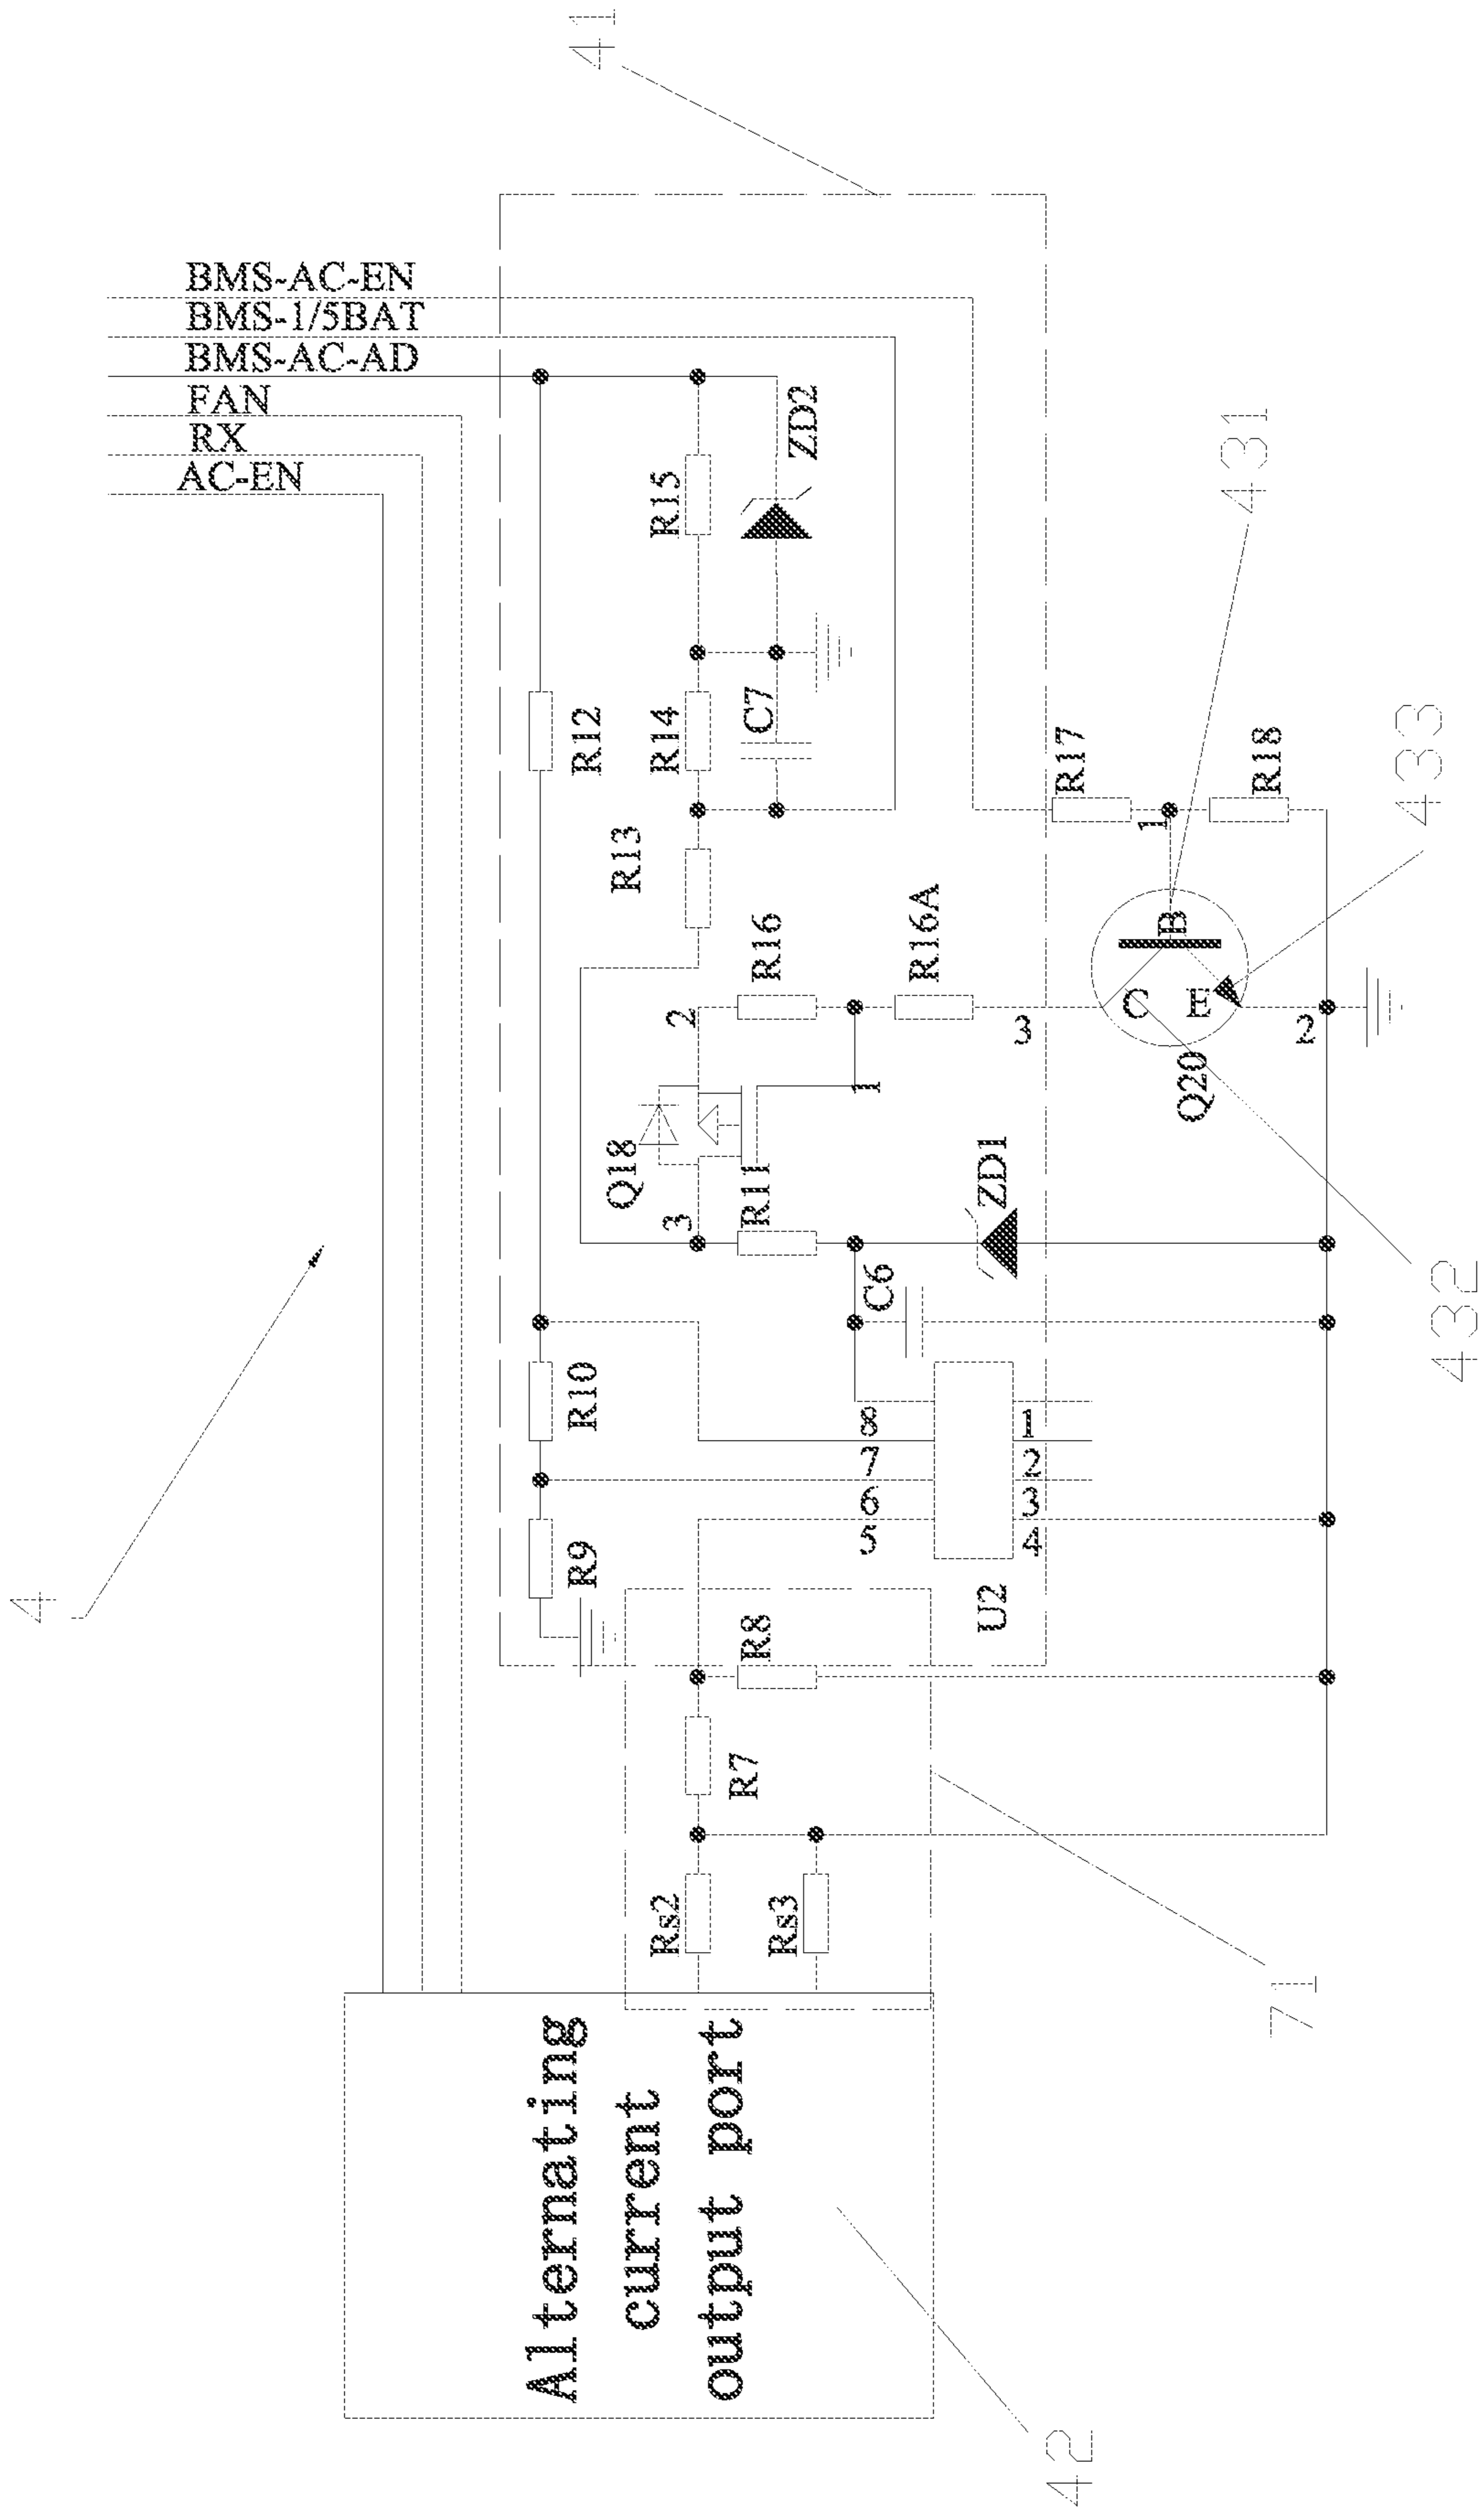 41
BMS-AC-EN
BMS-1/5BAT
BMS-AC-AD
FAN
RX
AC-EN
ZD2
R15
431
R12
R14
C7
R17
R18
433
R13
1
R16
R16A
B
C
E
2
3
2
Q18
1
Q20
3
R11
ZD1
C6
432
4
R10
8
7
6
5
1
2
3
4
R9
U2
R8
R7
Rs2
Rs3
71
Alternating
current
output port
42